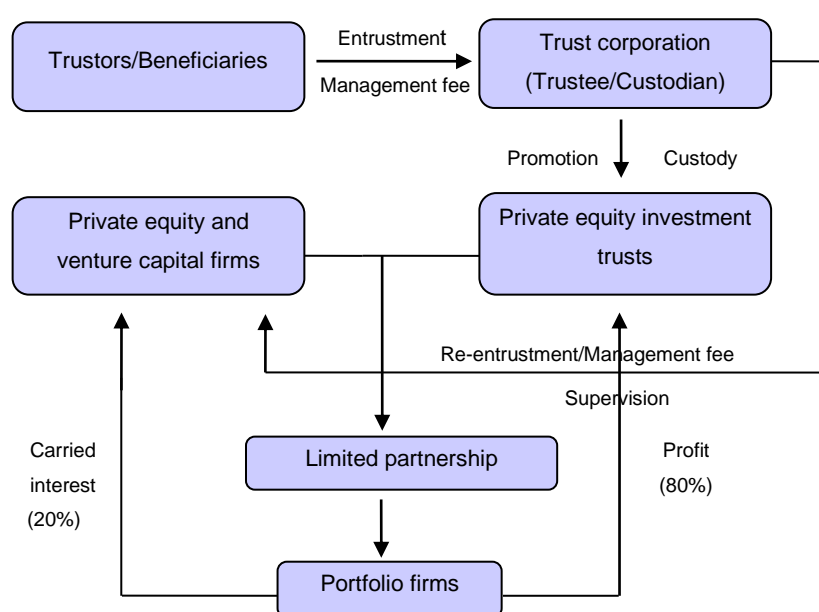 Trustors/Beneficiaries
Entrustment
Management fee
Trust corporation
(Trustee/Custodian)
Promotion
Custody
Private equity and
venture capital firms
Private equity investment
trusts
Re-entrustment/Management fee
Supervision
Carried
interest
(20%)
Limited partnership
Profit
(80%)
Portfolio firms